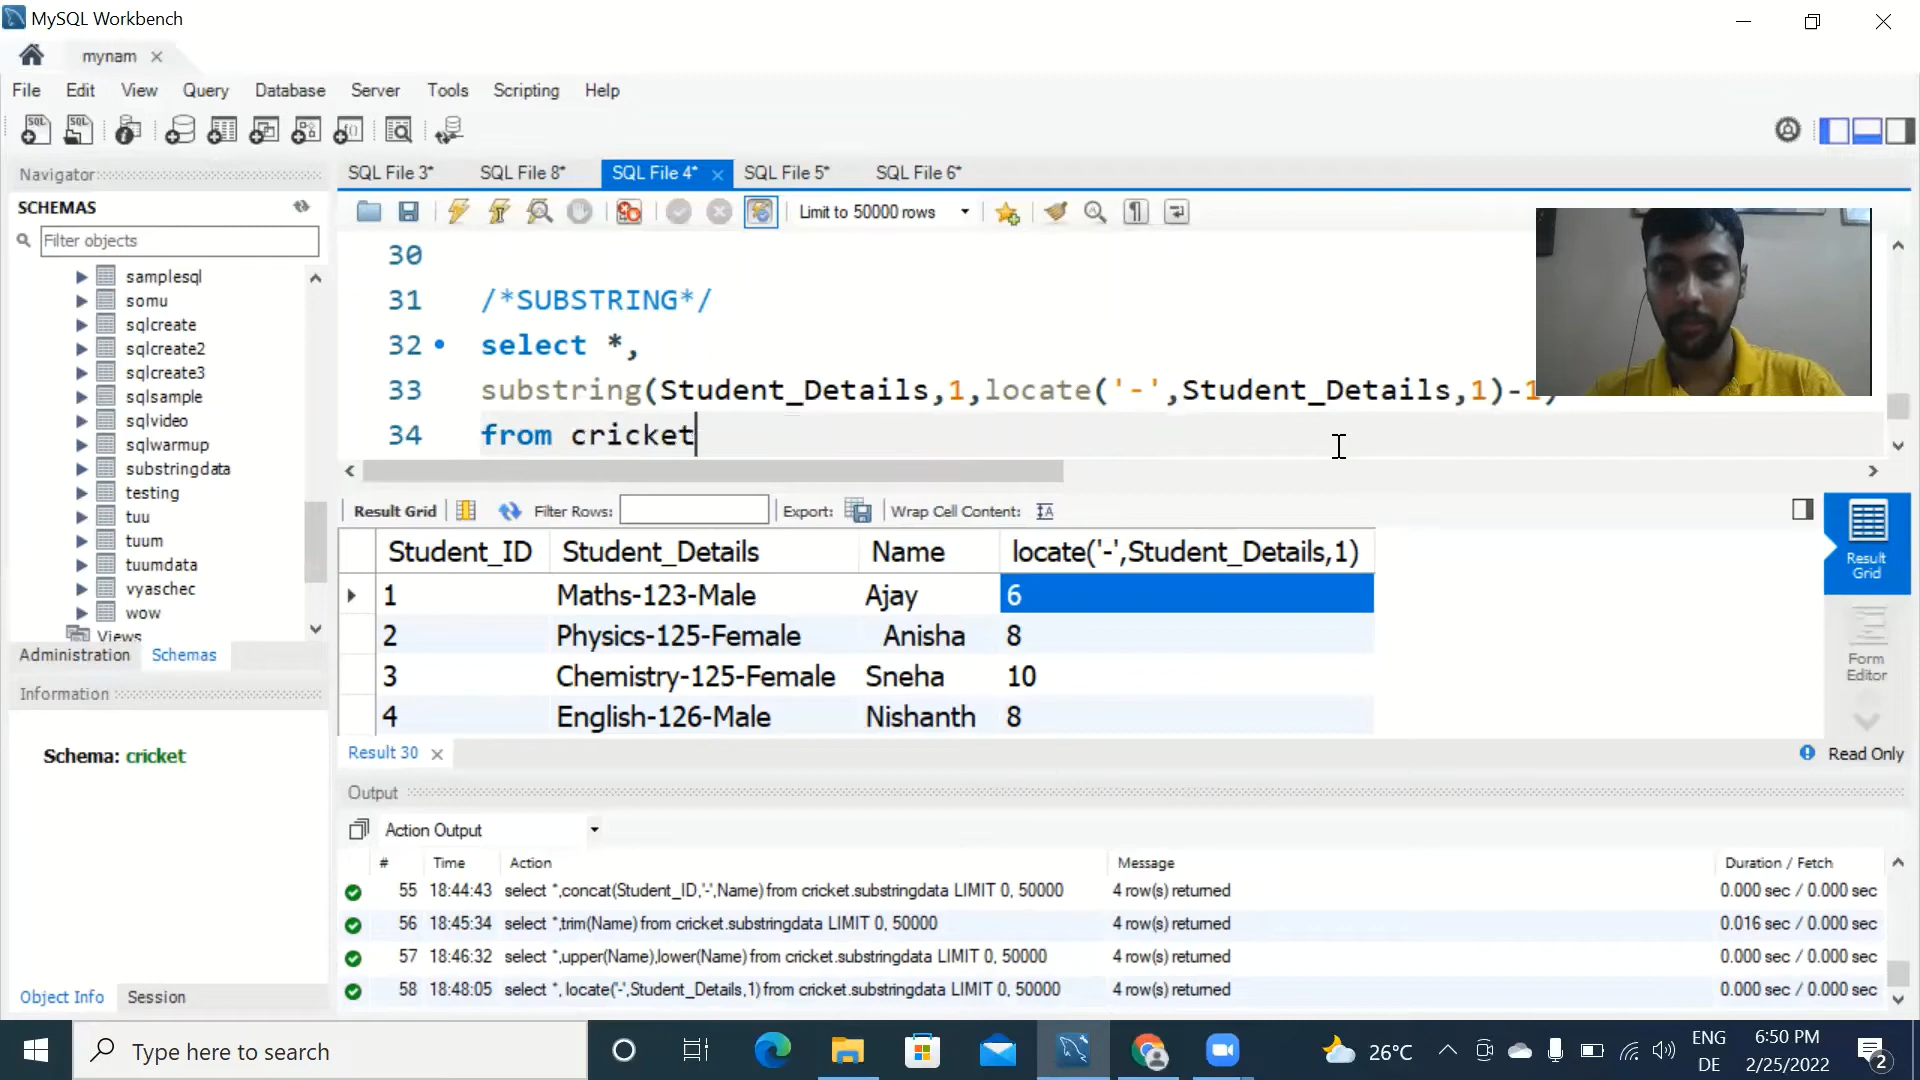 MySQL Workbench
mynam
File Edit View Query Database Server Tools Scripting Help
Navigator
SCHEMAS
Filter objects
samplesql
somu
sqlcreate
sqlcreate2
sqlcreate3
sqlsample
sqlvideo
sqlwarmup
substringdata
testing
tuu
tuum
tuumdata
vyaschec
wow
Views
Administration Schemas
Information
Schema: cricket
Object Info Session
SQL File 3* SQL File 8* SQL File 4* SQL File 5* SQL File 6*
Limit to 50000 rows
30
31 /*SUBSTRING*/
32 select *,
33 substring(Student_Details,1,locate('-',Student_Details,1)-1)
34 from cricket
Result Grid Filter Rows: Export: Wrap Cell Content:
Student_ID Student_Details Name locate('-',Student_Details,1)
1 Maths-123-Male Ajay 6
2 Physics-125-Female Anisha 8
3 Chemistry-125-Female Sneha 10
4 English-126-Male Nishanth 8
Result Grid
Form Editor
Result 30
Read Only
Output
Action Output
# Time Action Message Duration / Fetch
55 18:44:43 select *,concat(Student_ID,'-',Name) from cricket.substringdata LIMIT 0, 50000 4 row(s) returned 0.000 sec / 0.000 sec
56 18:45:34 select *,trim(Name) from cricket.substringdata LIMIT 0, 50000 4 row(s) returned 0.016 sec / 0.000 sec
57 18:46:32 select *,upper(Name),lower(Name) from cricket.substringdata LIMIT 0, 50000 4 row(s) returned 0.000 sec / 0.000 sec
58 18:48:05 select *, locate('-',Student_Details,1) from cricket.substringdata LIMIT 0, 50000 4 row(s) returned 0.000 sec / 0.000 sec
Type here to search
26°C
ENG
DE
6:50 PM
2/25/2022
2